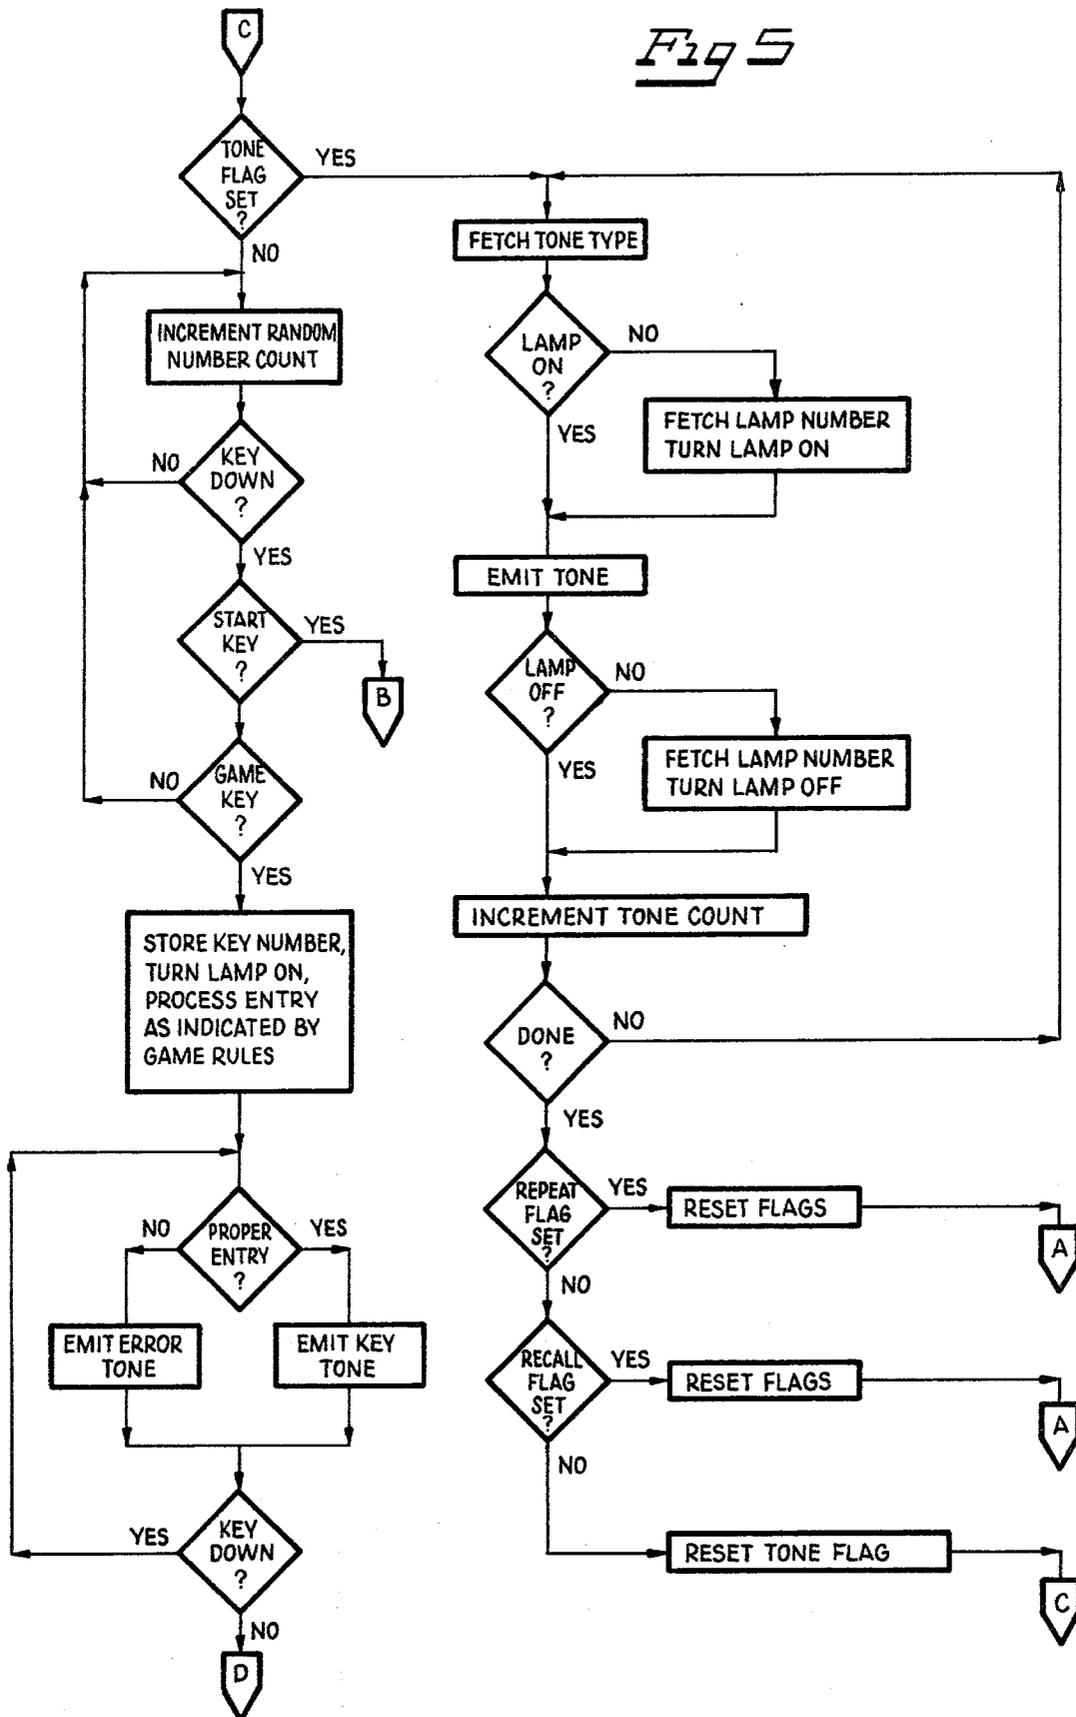 Fig 5
C
TONE
FLAG
SET
?
YES
NO
INCREMENT RANDOM
NUMBER COUNT
KEY
DOWN
?
NO
YES
START
KEY
?
YES
B
GAME
KEY
?
NO
YES
STORE KEY NUMBER,
TURN LAMP ON,
PROCESS ENTRY
AS INDICATED BY
GAME RULES
PROPER
ENTRY
?
NO
YES
EMIT ERROR
TONE
EMIT KEY
TONE
KEY
DOWN
?
YES
NO
D
FETCH TONE TYPE
LAMP
ON
?
NO
YES
FETCH LAMP NUMBER
TURN LAMP ON
EMIT TONE
LAMP
OFF
?
NO
YES
FETCH LAMP NUMBER
TURN LAMP OFF
INCREMENT TONE COUNT
DONE
?
NO
YES
REPEAT
FLAG
SET
?
YES
NO
RESET FLAGS
A
RECALL
FLAG
SET
?
YES
NO
RESET FLAGS
A
RESET TONE FLAG
C